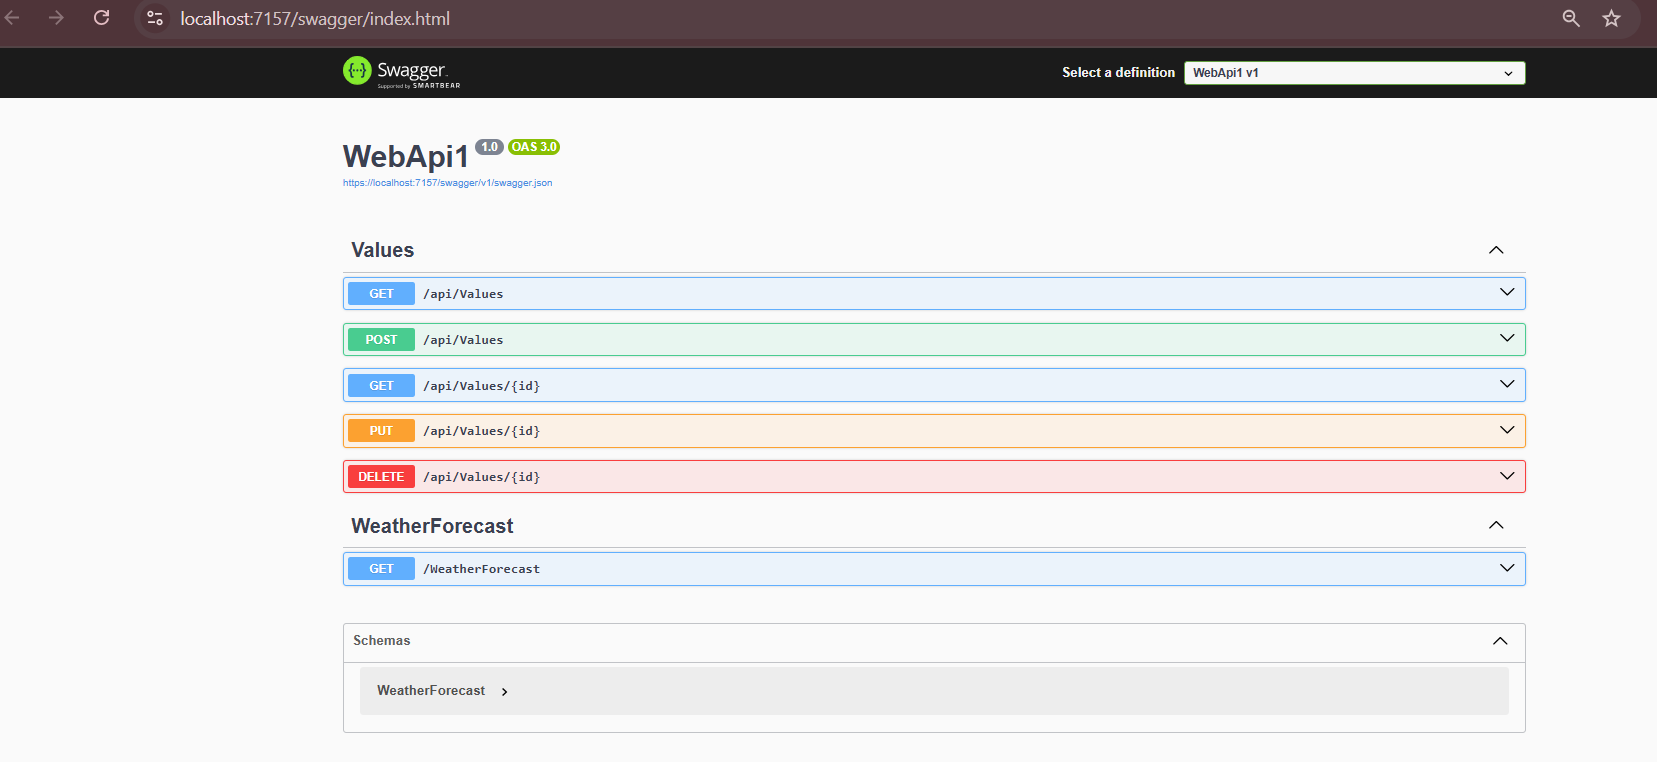 localhost:7157/swagger/index.html
Swagger
Supported by SMARTBEAR
Select a definition
WebApi1 v1
WebApi1 1.0 OAS 3.0
https://localhost:7157/swagger/v1/swagger.json
Values
GET /api/Values
POST /api/Values
GET /api/Values/{id}
PUT /api/Values/{id}
DELETE /api/Values/{id}
WeatherForecast
GET /WeatherForecast
Schemas
WeatherForecast